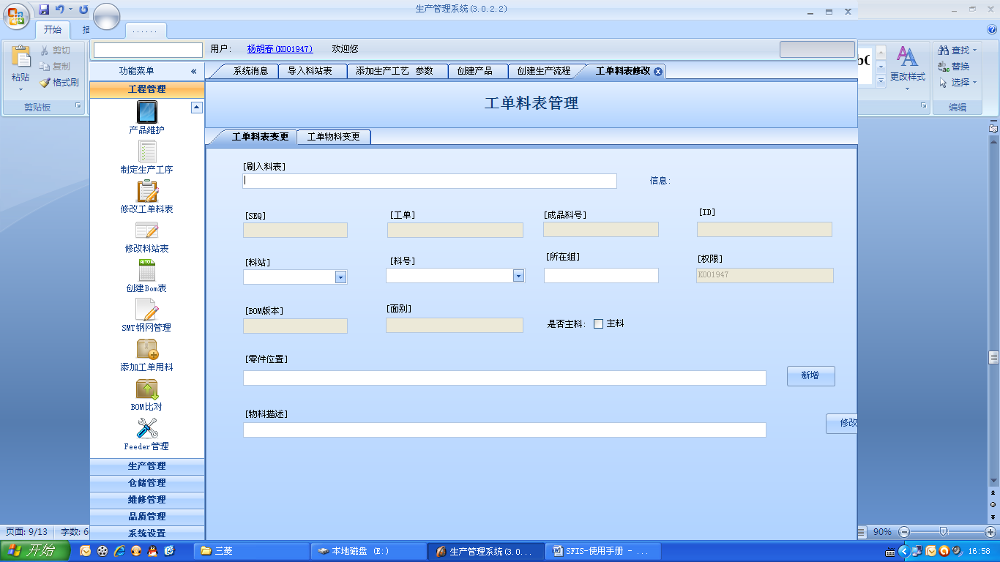 生产管理系统(3.0.2.2)
开始
插
......
剪切
复制
格式刷
粘贴
剪贴板
用户: 杨胡春(K001947) 欢迎您
查找
替换
选择
更改样式
编辑
功能菜单 «
系统消息 导入料站表 添加生产工艺 参数 创建产品 创建生产流程 工单料表修改
工程管理
产品维护
制定生产工序
修改工单料表
修改料站表
创建Bom表
SMT钢网管理
添加工单用料
BOM比对
Feeder管理
生产管理
仓储管理
维修管理
品质管理
系统设置
工单料表管理
工单料表变更 工单物料变更
[刷入料表]
信息:
[SEQ] [工单] [成品料号] [ID]
[料站] [料号] [所在组] [权限]
K001947
[BOM版本] [面别]
是否主料: 主料
[零件位置]
新增
[物料描述]
修改
页面: 9/13 字数: 6
90%
开始 三菱 本地磁盘 (E:) 生产管理系统(3.0... SFIS-使用手册 - ... 16:58